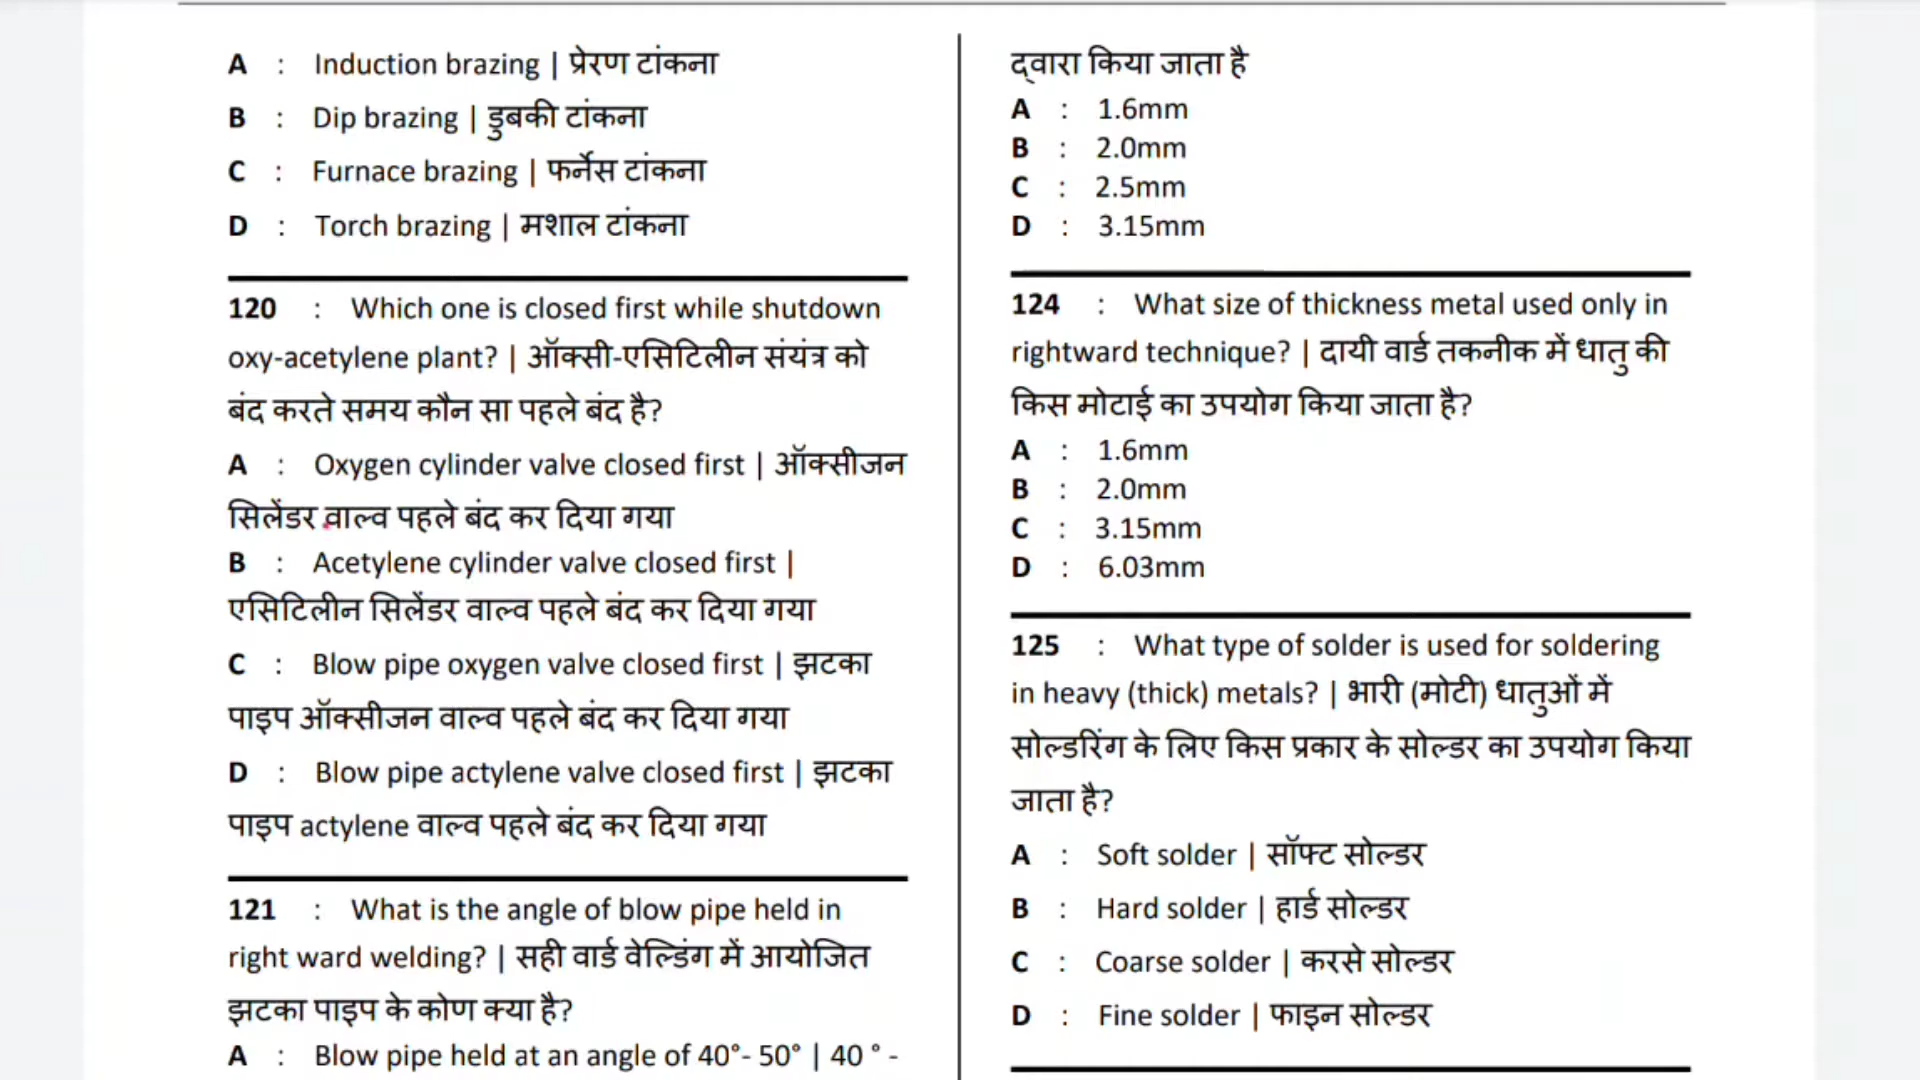 A : Induction brazing | प्रेरण टांकना
B : Dip brazing | डुबकी टांकना
C : Furnace brazing | फर्नेस टांकना
D : Torch brazing | मशाल टांकना
120 : Which one is closed first while shutdown
oxy-acetylene plant? | ऑक्सी-एसिटिलीन संयंत्र को
बंद करते समय कौन सा पहले बंद है?
A : Oxygen cylinder valve closed first | ऑक्सीजन
सिलेंडर वाल्व पहले बंद कर दिया गया
B : Acetylene cylinder valve closed first |
एसिटिलीन सिलेंडर वाल्व पहले बंद कर दिया गया
C : Blow pipe oxygen valve closed first | झटका
पाइप ऑक्सीजन वाल्व पहले बंद कर दिया गया
D : Blow pipe actylene valve closed first | झटका
पाइप actylene वाल्व पहले बंद कर दिया गया
121 : What is the angle of blow pipe held in
right ward welding? | सही वार्ड वेल्डिंग में आयोजित
झटका पाइप के कोण क्या है?
A : Blow pipe held at an angle of 40°- 50° | 40 ° -
द्वारा किया जाता है
A : 1.6mm
B : 2.0mm
C : 2.5mm
D : 3.15mm
124 : What size of thickness metal used only in
rightward technique? | दायी वार्ड तकनीक में धातु की
किस मोटाई का उपयोग किया जाता है?
A : 1.6mm
B : 2.0mm
C : 3.15mm
D : 6.03mm
125 : What type of solder is used for soldering
in heavy (thick) metals? | भारी (मोटी) धातुओं में
सोल्डरिंग के लिए किस प्रकार के सोल्डर का उपयोग किया
जाता है?
A : Soft solder | सॉफ्ट सोल्डर
B : Hard solder | हार्ड सोल्डर
C : Coarse solder | करसे सोल्डर
D : Fine solder | फाइन सोल्डर